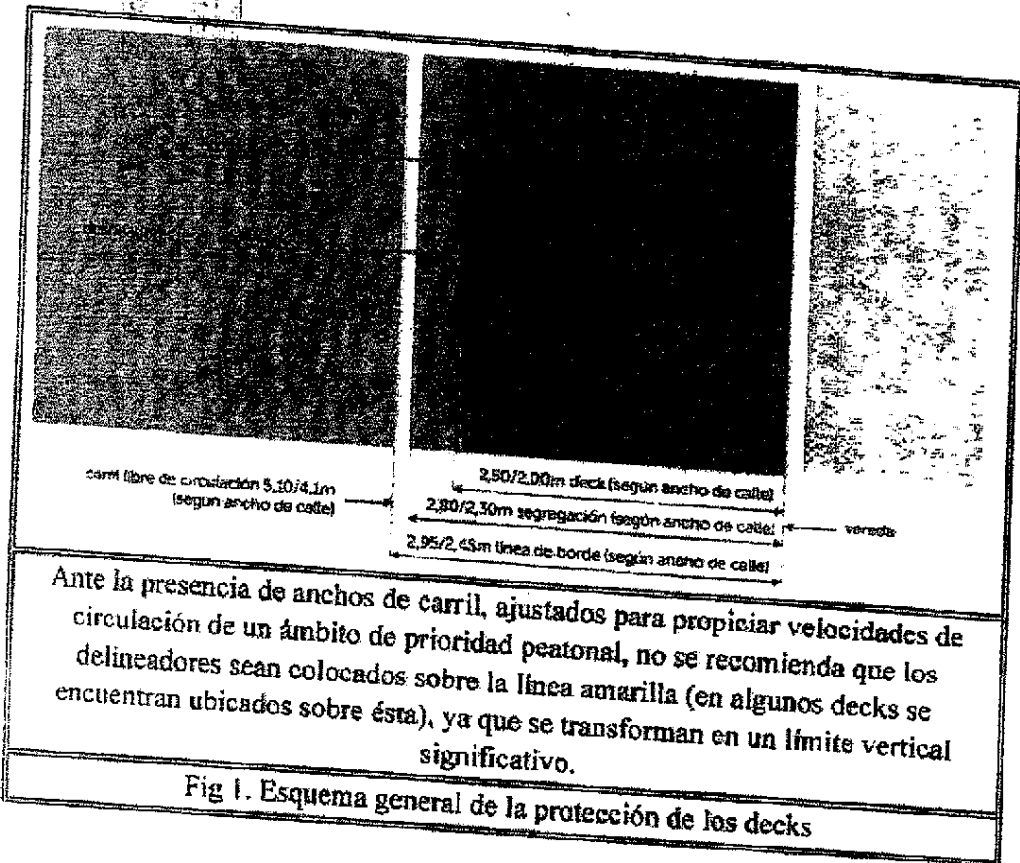 carril libre de circulación 5,10/4,1m
(según ancho de calle)
2,50/2,00m deck (según ancho de calle)
2,80/2,30m segregación (según ancho de calle)
vereda
2,95/2,45m línea de borde (según ancho de calle)
Ante la presencia de anchos de carril, ajustados para propiciar velocidades de
circulación de un ámbito de prioridad peatonal, no se recomienda que los
delineadores sean colocados sobre la línea amarilla (en algunos decks se
encuentran ubicados sobre ésta), ya que se transforman en un límite vertical
significativo.
Fig 1. Esquema general de la protección de los decks